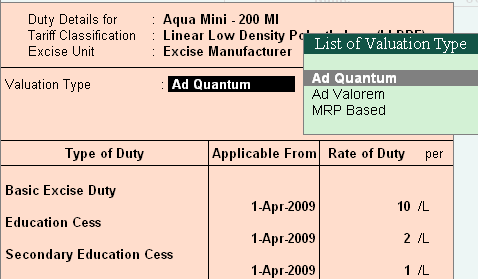 Duty Details for : Aqua Mini - 200 Ml
Tariff Classification : Linear Low Density
Excise Unit : Excise Manufacturer
List of Valuation Type
Valuation Type : Ad Quantum
Ad Quantum
Ad Valorem
MRP Based
Type of Duty Applicable From Rate of Duty per
Basic Excise Duty
1-Apr-2009 10 /L
Education Cess
1-Apr-2009 2 /L
Secondary Education Cess
1-Apr-2009 1 /L